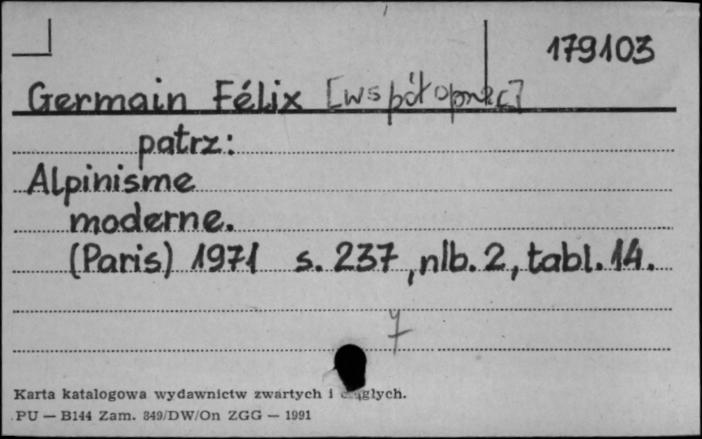 179103
Germain Félix [współoprac]
patrz:
Alpinisme
moderne.
(Paris) 1971 s. 237, nlb. 2, tabl. 14.
7
Karta katalogowa wydawnictw zwartych i
PU — B144 Zam. 849/DW/On ZGG — 1991